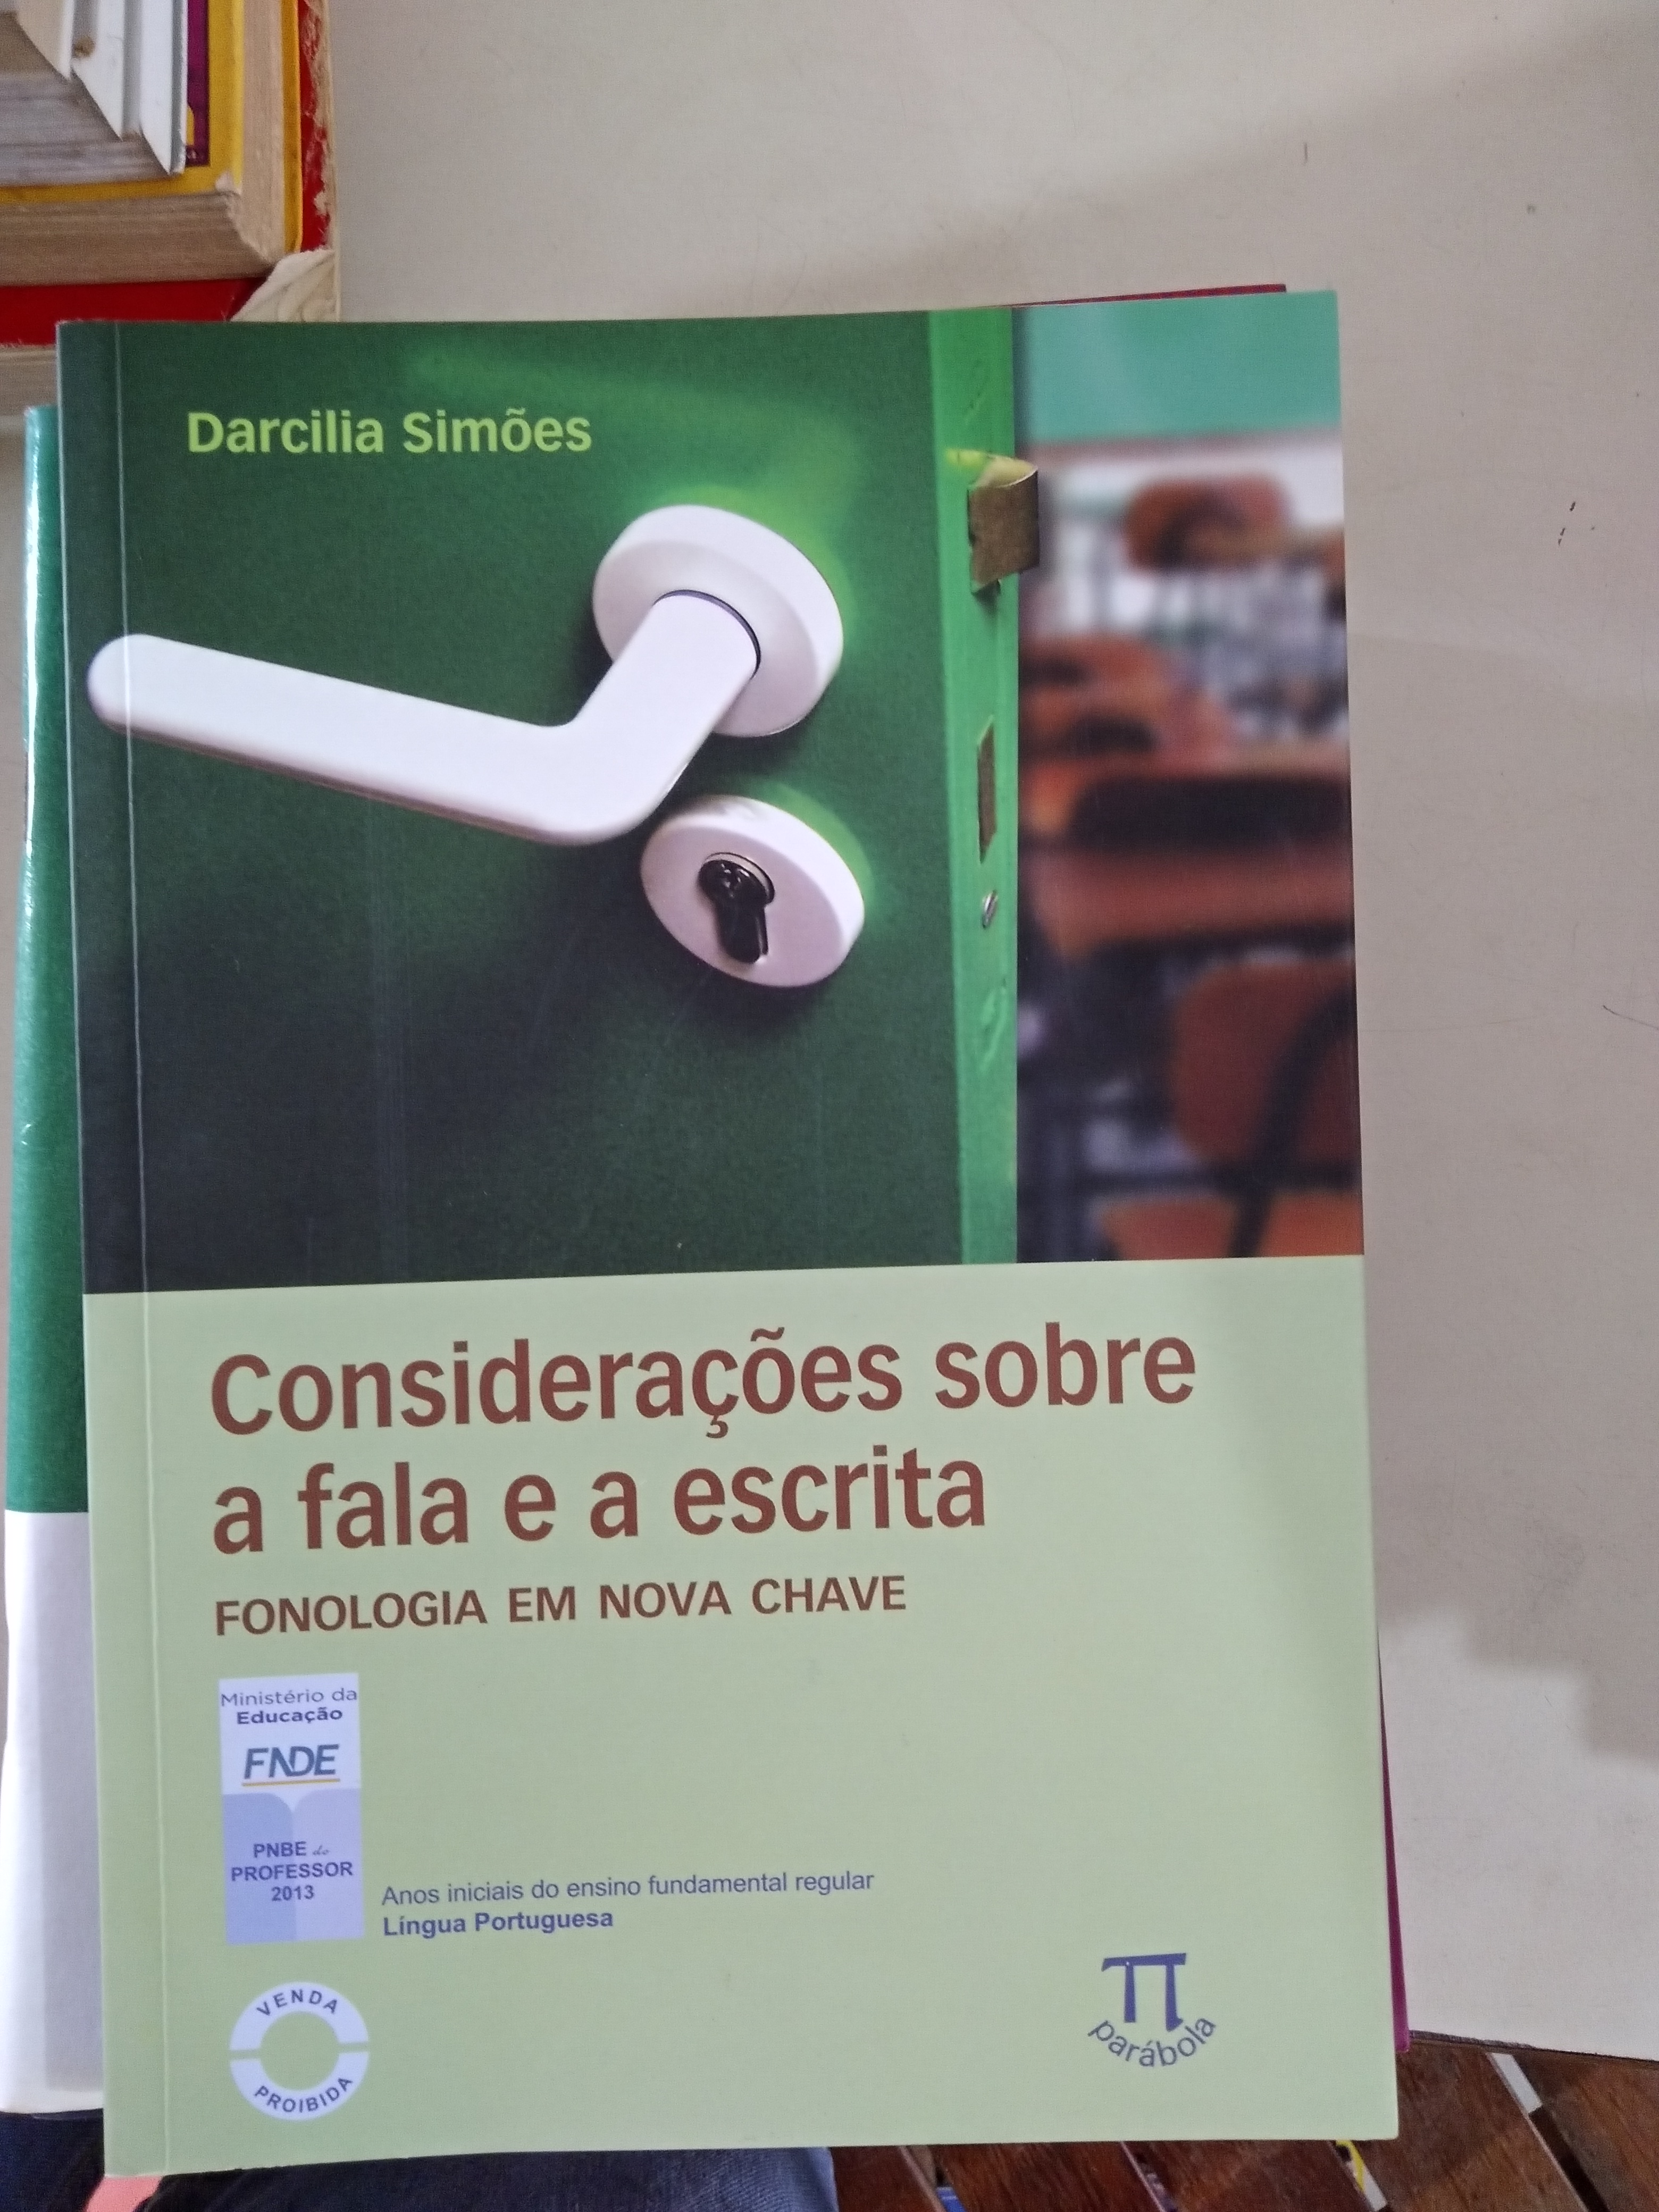 Darcilia Simões
Considerações sobre
a fala e a escrita
FONOLOGIA EM NOVA CHAVE
Ministério da
Educação
FNDE
PNBE do
PROFESSOR
2013
Anos iniciais do ensino fundamental regular
Língua Portuguesa
VENDA
PROIBIDA
parábola